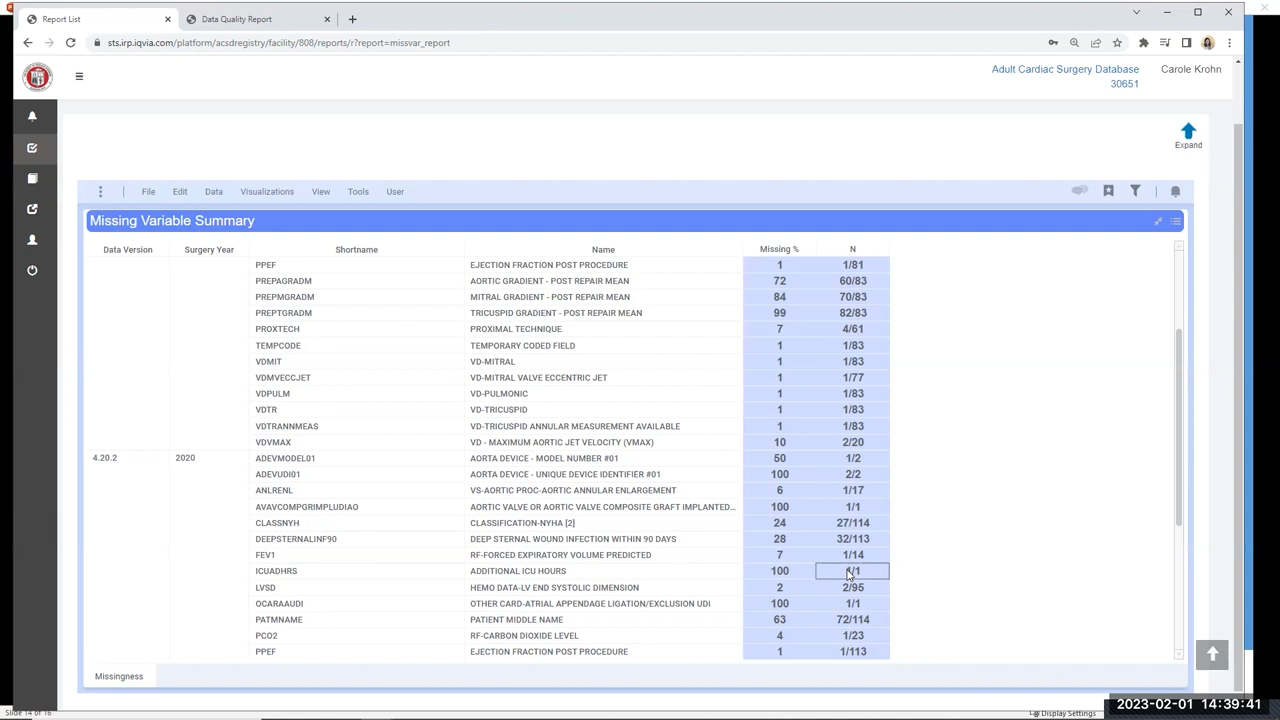 Report List
Data Quality Report
sts.irp.iqvia.com/platform/acsdregistry/facility/808/reports/r?report=missvar_report
Adult Cardiac Surgery Database
30651
Carole Krohn
Expand
File Edit Data Visualizations View Tools User
Missing Variable Summary
Data Version Surgery Year Shortname Name Missing % N
PPEF EJECTION FRACTION POST PROCEDURE 1 1/81
PREPAGRADM AORTIC GRADIENT - POST REPAIR MEAN 72 60/83
PREPMGRADM MITRAL GRADIENT - POST REPAIR MEAN 84 70/83
PREPTGRADM TRICUSPID GRADIENT - POST REPAIR MEAN 99 82/83
PROXTECH PROXIMAL TECHNIQUE 7 4/61
TEMPCODE TEMPORARY CODED FIELD 1 1/83
VDMIT VD-MITRAL 1 1/83
VDMVECCJET VD-MITRAL VALVE ECCENTRIC JET 1 1/77
VDPULM VD-PULMONIC 1 1/83
VDTR VD-TRICUSPID 1 1/83
VDTRANNMEAS VD-TRICUSPID ANNULAR MEASUREMENT AVAILABLE 1 1/83
VDVMAX VD - MAXIMUM AORTIC JET VELOCITY (VMAX) 10 2/20
4.20.2 2020 ADEVMODEL01 AORTA DEVICE - MODEL NUMBER #01 50 1/2
ADEVUDI01 AORTA DEVICE - UNIQUE DEVICE IDENTIFIER #01 100 2/2
ANLRENL VS-AORTIC PROC-AORTIC ANNULAR ENLARGEMENT 6 1/17
AVAVCOMPGRIMPLUDIAO AORTIC VALVE OR AORTIC VALVE COMPOSITE GRAFT IMPLANTED... 100 1/1
CLASSNYH CLASSIFICATION-NYHA [2] 24 27/114
DEEPSTERNALINF90 DEEP STERNAL WOUND INFECTION WITHIN 90 DAYS 28 32/113
FEV1 RF-FORCED EXPIRATORY VOLUME PREDICTED 7 1/14
ICUADHRS ADDITIONAL ICU HOURS 100 1/1
LVSD HEMO DATA-LV END SYSTOLIC DIMENSION 2 2/95
OCARAAUDI OTHER CARD-ATRIAL APPENDAGE LIGATION/EXCLUSION UDI 100 1/1
PATMNAME PATIENT MIDDLE NAME 63 72/114
PCO2 RF-CARBON DIOXIDE LEVEL 4 1/23
PPEF EJECTION FRACTION POST PROCEDURE 1 1/113
Missingness
Slide 14 of 16
Display Settings
2023-02-01 14:39:41